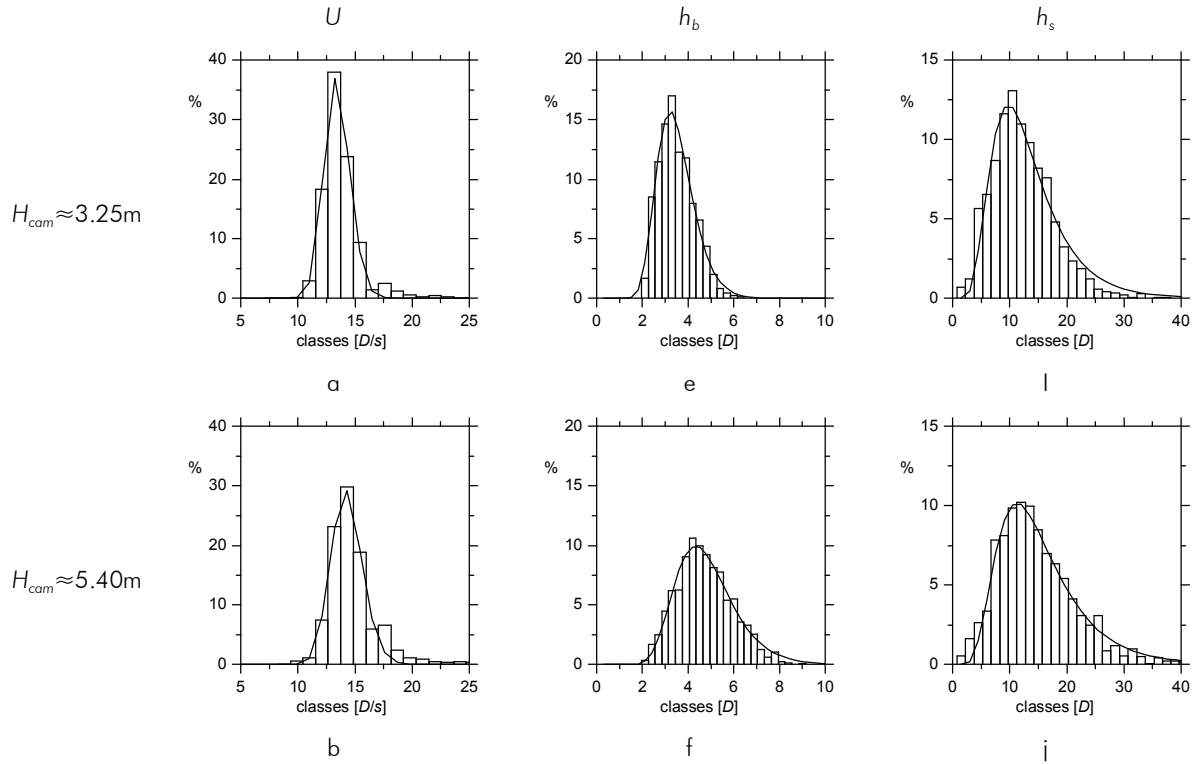 U h_b h_s
H_cam≈3.25m
40 20 15
% % %
30 15 10
20 10
10 5 5
0 0 0
5 10 15 20 25 0 2 4 6 8 10 0 10 20 30 40
classes [D/s] classes [D] classes [D]
a e l
H_cam≈5.40m
40 20 15
% % %
30 15 10
20 10
10 5 5
0 0 0
5 10 15 20 25 0 2 4 6 8 10 0 10 20 30 40
classes [D/s] classes [D] classes [D]
b f j